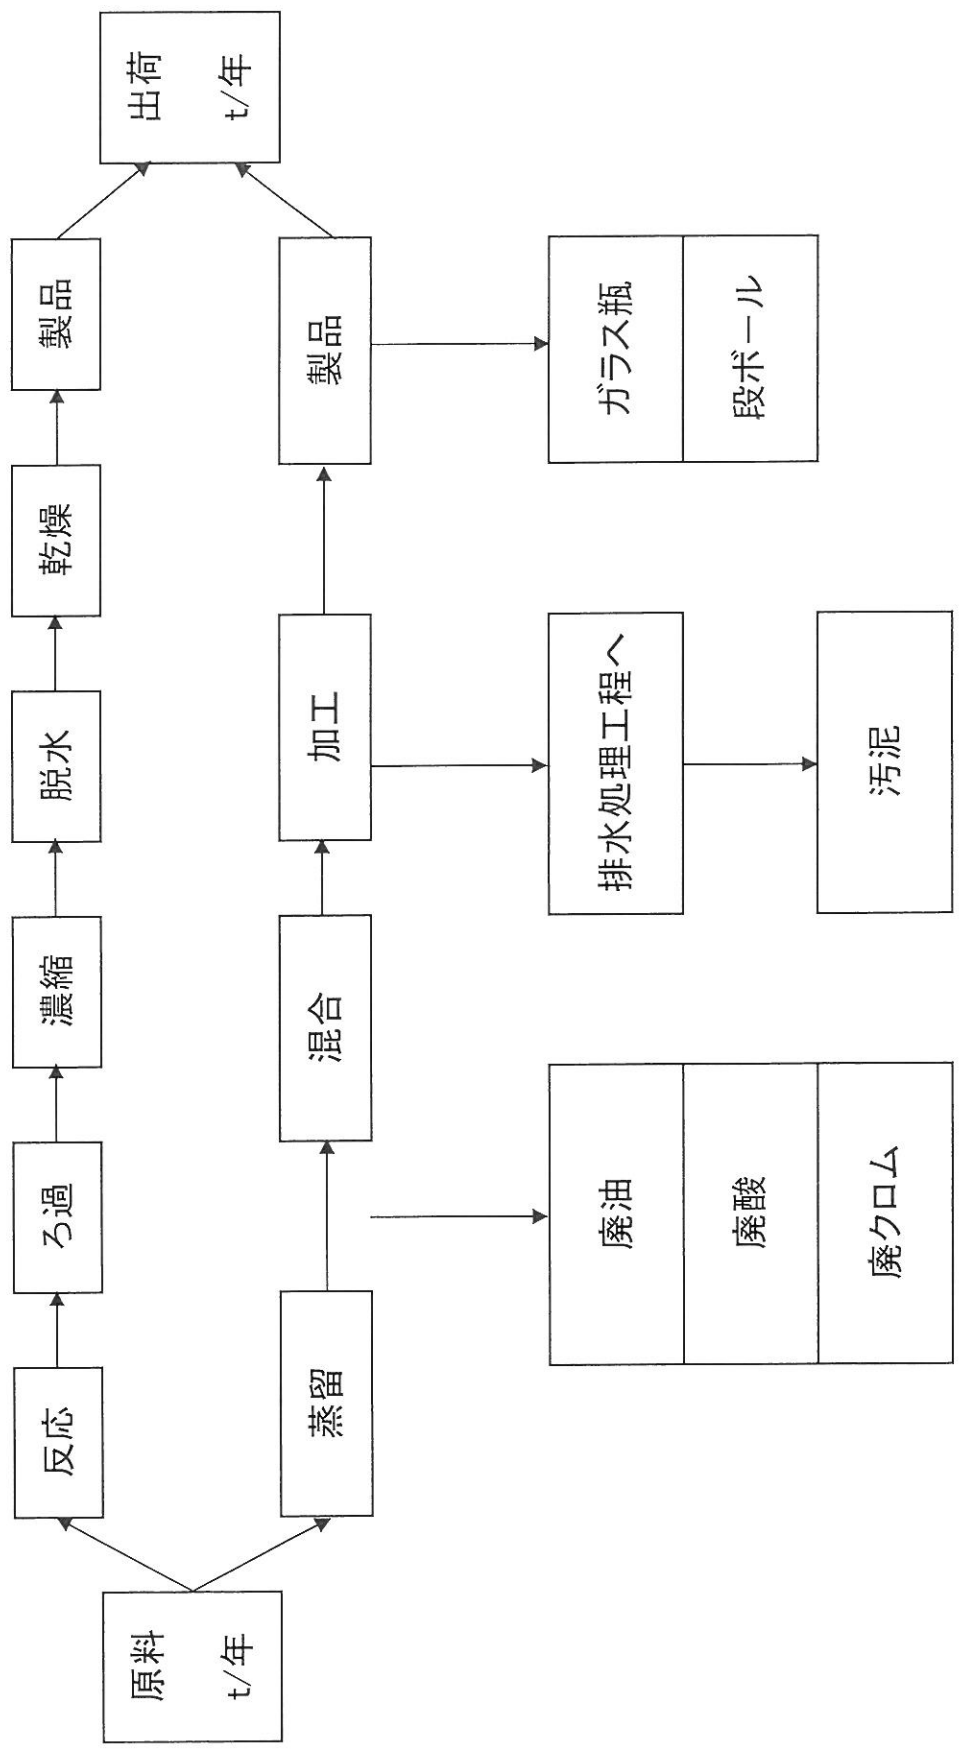 原料
t/年
反応
ろ過
濃縮
脱水
乾燥
製品
蒸留
混合
加工
製品
出荷
t/年
廃油
廃酸
廃クロム
排水処理工程へ
汚泥
ガラス瓶
段ボール